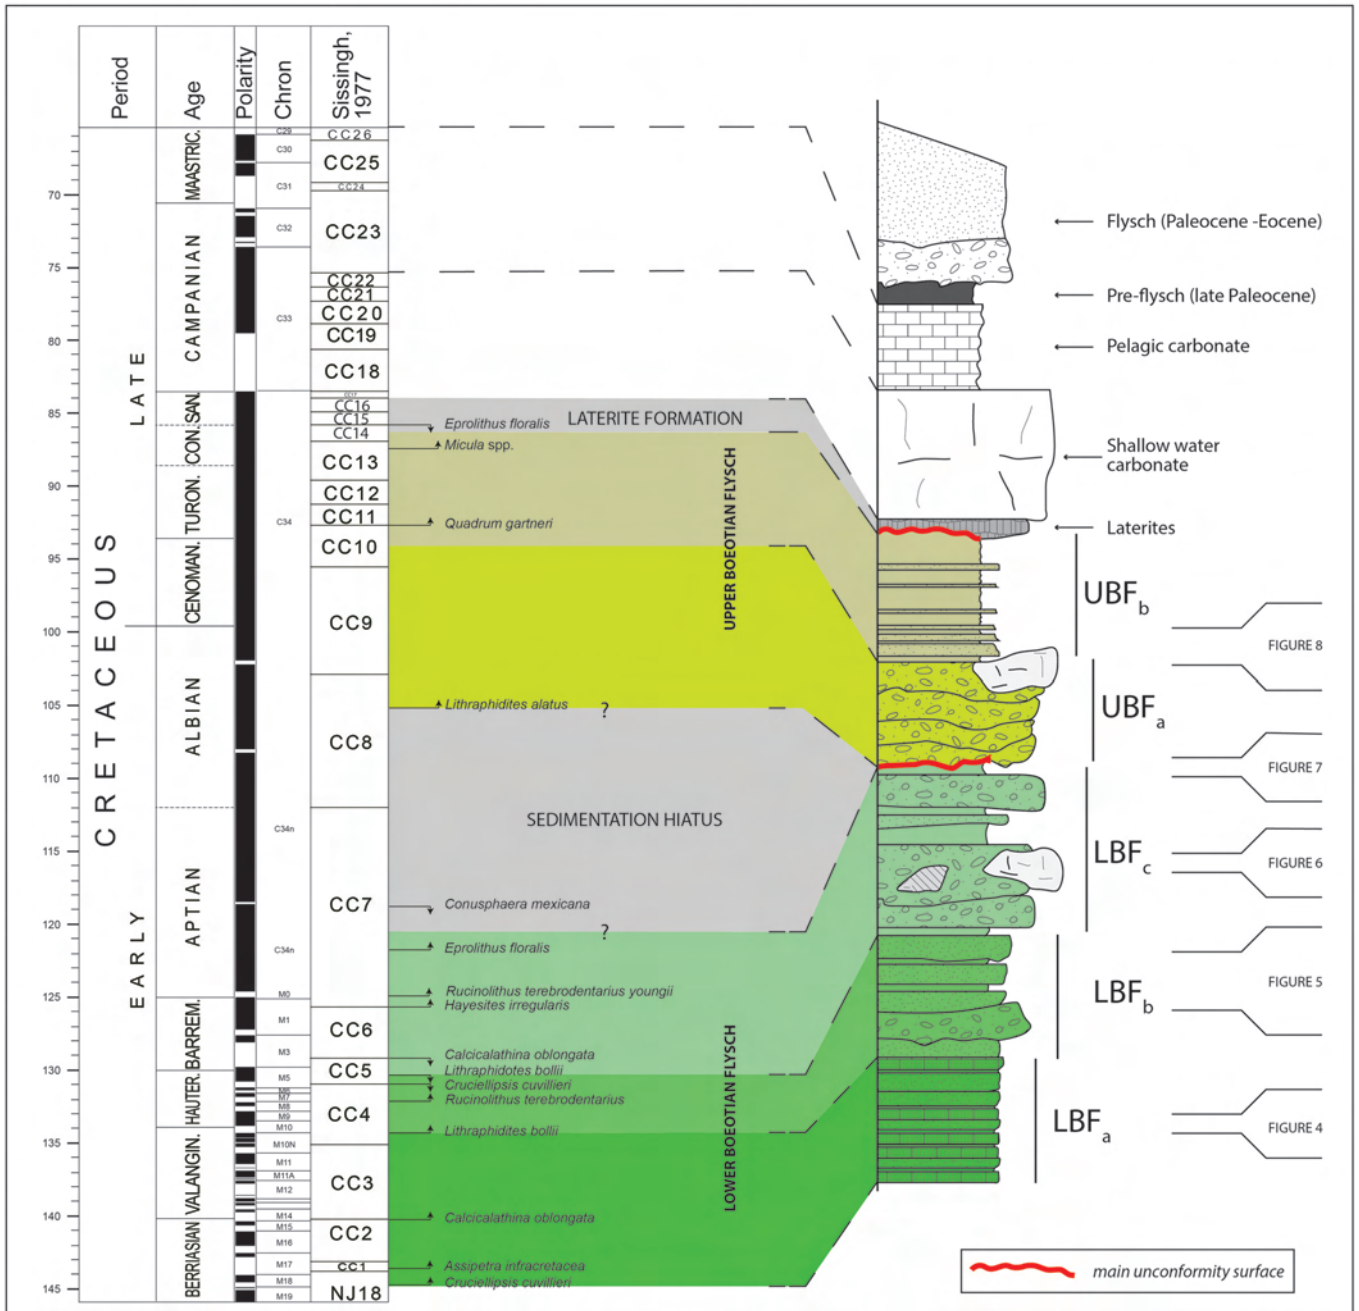 Period
Age
Polarity
Chron
Sissingh,
1977
CRETACEOUS
LATE
EARLY
MAASTRIC.
CAMPANIAN
SAN.
CON.
TURON.
CENOMAN.
ALBIAN
APTIAN
BARREM.
HAUTER.
VALANGIN.
BERRIASIAN
70
75
80
85
90
95
100
105
110
115
120
125
130
135
140
145
C29
C30
C31
C32
C33
C34
C34n
C34n
M0
M1
M3
M5
M6
M7
M8
M9
M10
M10N
M11
M11A
M12
M14
M15
M16
M17
M18
M19
CC26
CC25
CC24
CC23
CC22
CC21
CC20
CC19
CC18
CC17
CC16
CC15
CC14
CC13
CC12
CC11
CC10
CC9
CC8
CC7
CC6
CC5
CC4
CC3
CC2
CC1
NJ18
LATERITE FORMATION
Eprolithus floralis
Micula spp.
Quadrum gartneri
UPPER BOEOTIAN FLYSCH
Lithraphidites alatus
?
SEDIMENTATION HIATUS
Conusphaera mexicana
?
Eprolithus floralis
Rucinolithus terebrodentarius youngii
Hayesites irregularis
Calcicalathina oblongata
Lithraphidotes bollii
Cruciellipsis cuvillieri
Rucinolithus terebrodentarius
Lithraphidites bollii
LOWER BOEOTIAN FLYSCH
Calcicalathina oblongata
Assipetra infracretacea
Cruciellipsis cuvillieri
Flysch (Paleocene -Eocene)
Pre-flysch (late Paleocene)
Pelagic carbonate
Shallow water
carbonate
Laterites
UBFb
UBFa
LBFc
LBFb
LBFa
FIGURE 8
FIGURE 7
FIGURE 6
FIGURE 5
FIGURE 4
main unconformity surface